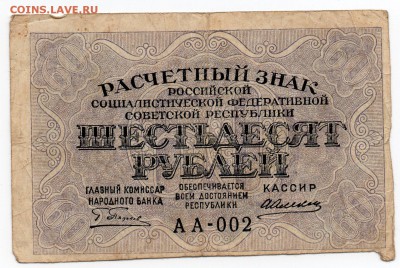 COINS.LAVE.RU
РАСЧЕТНЫЙ ЗНАК
РОССИЙСКОЙ
СОЦИАЛИСТИЧЕСКОЙ ФЕДЕРАТИВНОЙ
СОВЕТСКОЙ РЕСПУБЛИКИ
ШЕСТЬДЕСЯТ
РУБЛЕЙ
ГЛАВНЫЙ КОМИССАР
НАРОДНОГО БАНКА
ОБЕСПЕЧИВАЕТСЯ
ВСЕМ ДОСТОЯНИЕМ
РЕСПУБЛИКИ
КАССИР
АА-002